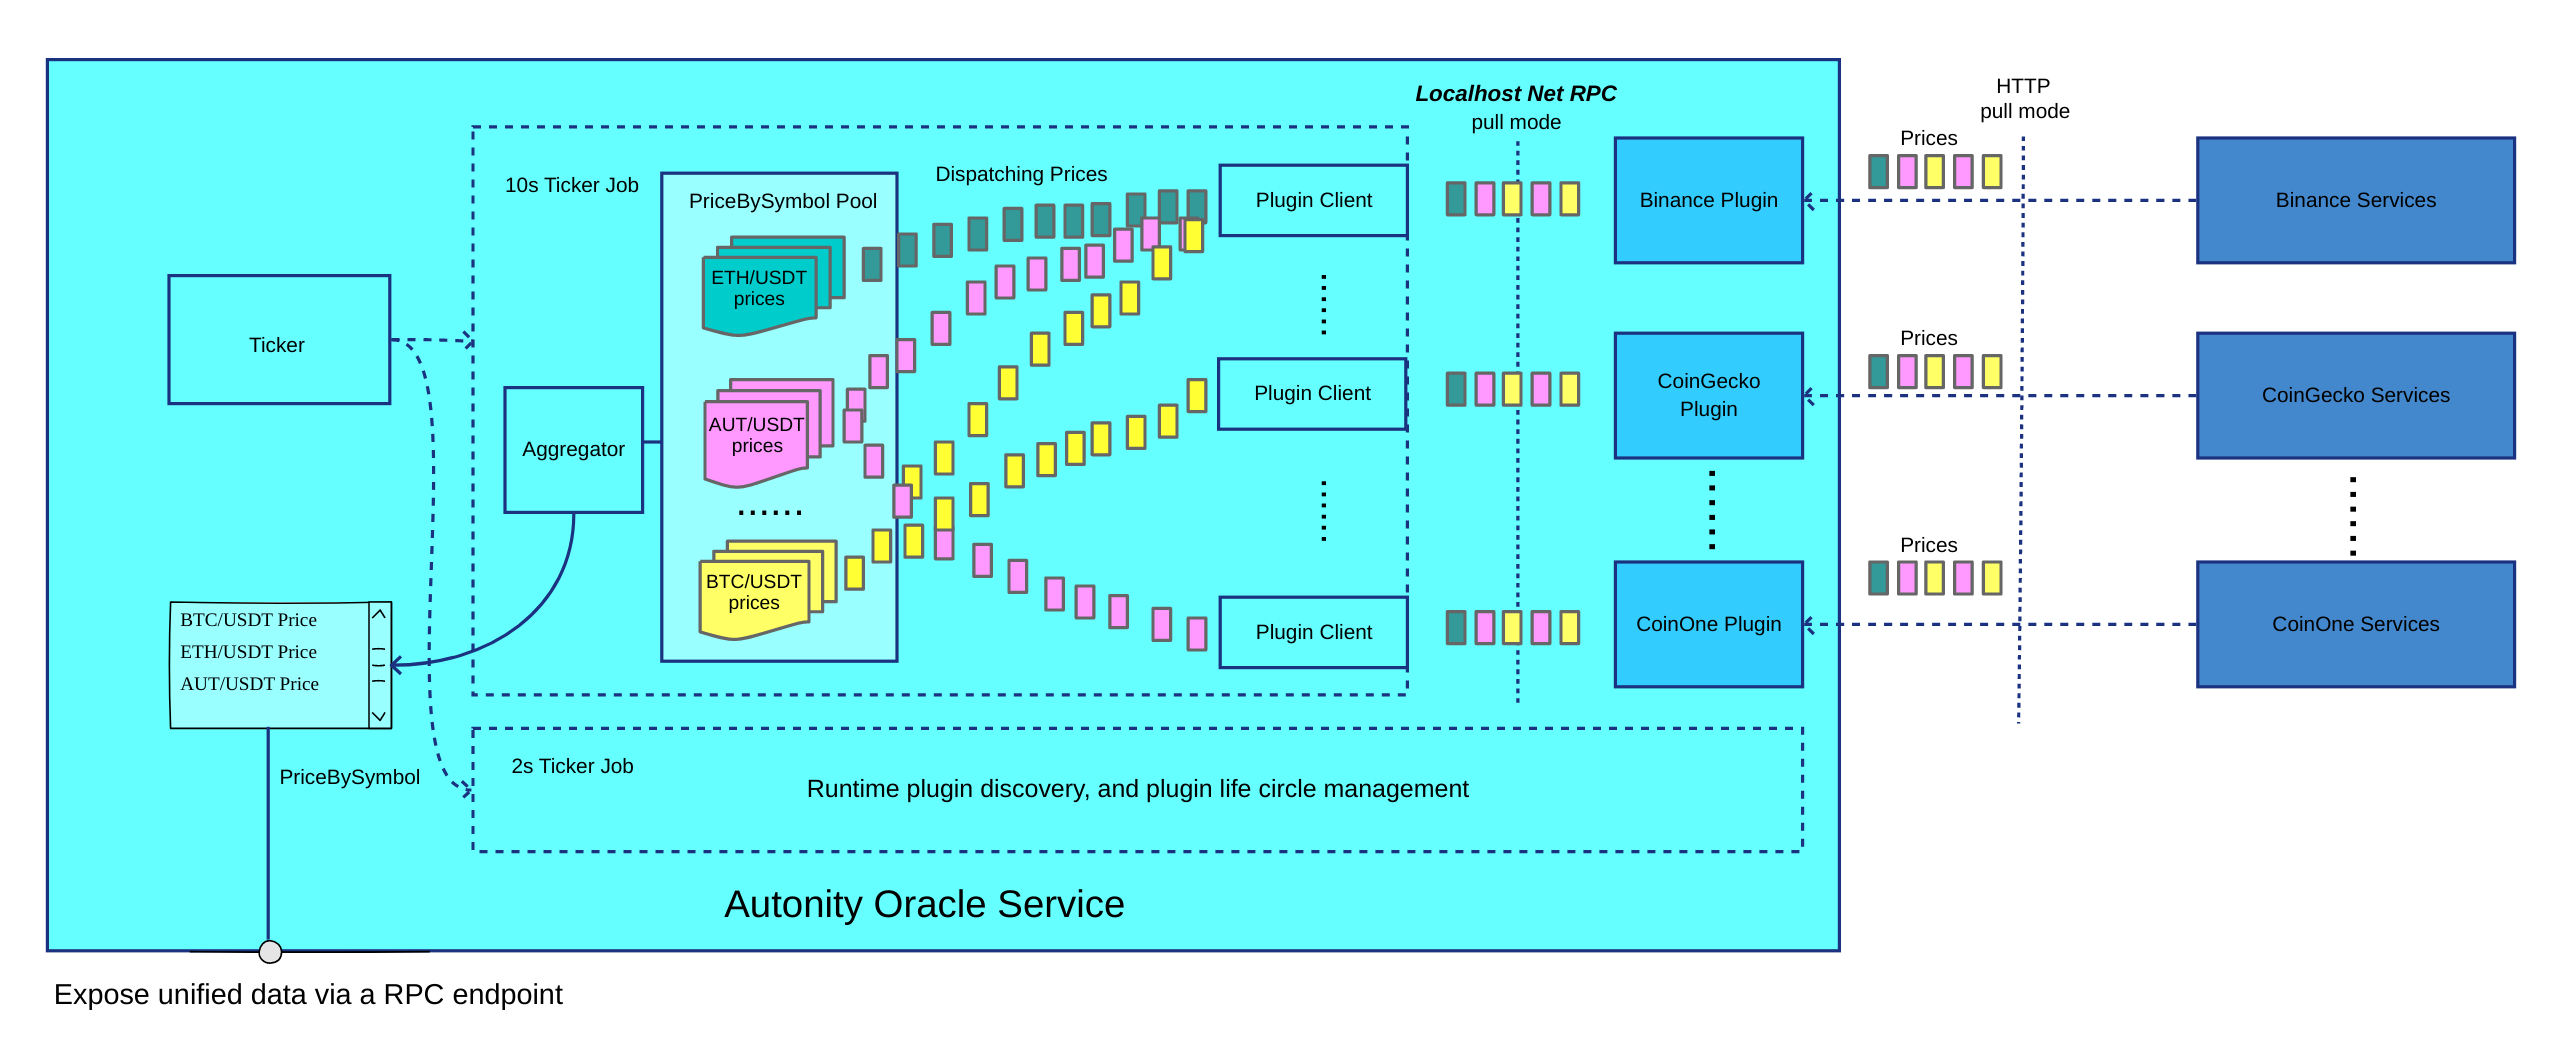 HTTP
pull mode
Localhost Net RPC
pull mode
Prices
Dispatching Prices
10s Ticker Job
PriceBySymbol Pool
Plugin Client
Binance Plugin
Binance Services
ETH/USDT
prices
Ticker
Prices
Plugin Client
CoinGecko
Plugin
CoinGecko Services
AUT/USDT
prices
Aggregator
......
Prices
BTC/USDT
prices
Plugin Client
CoinOne Plugin
CoinOne Services
BTC/USDT Price
ETH/USDT Price
AUT/USDT Price
PriceBySymbol
2s Ticker Job
Runtime plugin discovery, and plugin life circle management
Autonity Oracle Service
Expose unified data via a RPC endpoint